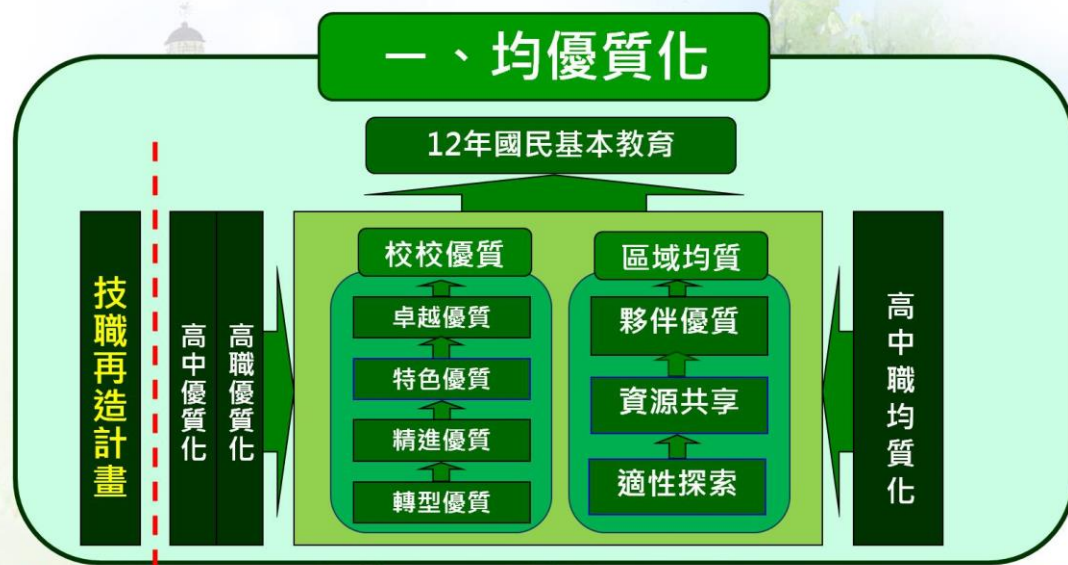 一、均優質化
12年國民基本教育
技職再造計畫
高中優質化
高職優質化
校校優質
卓越優質
特色優質
精進優質
轉型優質
區域均質
夥伴優質
資源共享
適性探索
高中職均質化